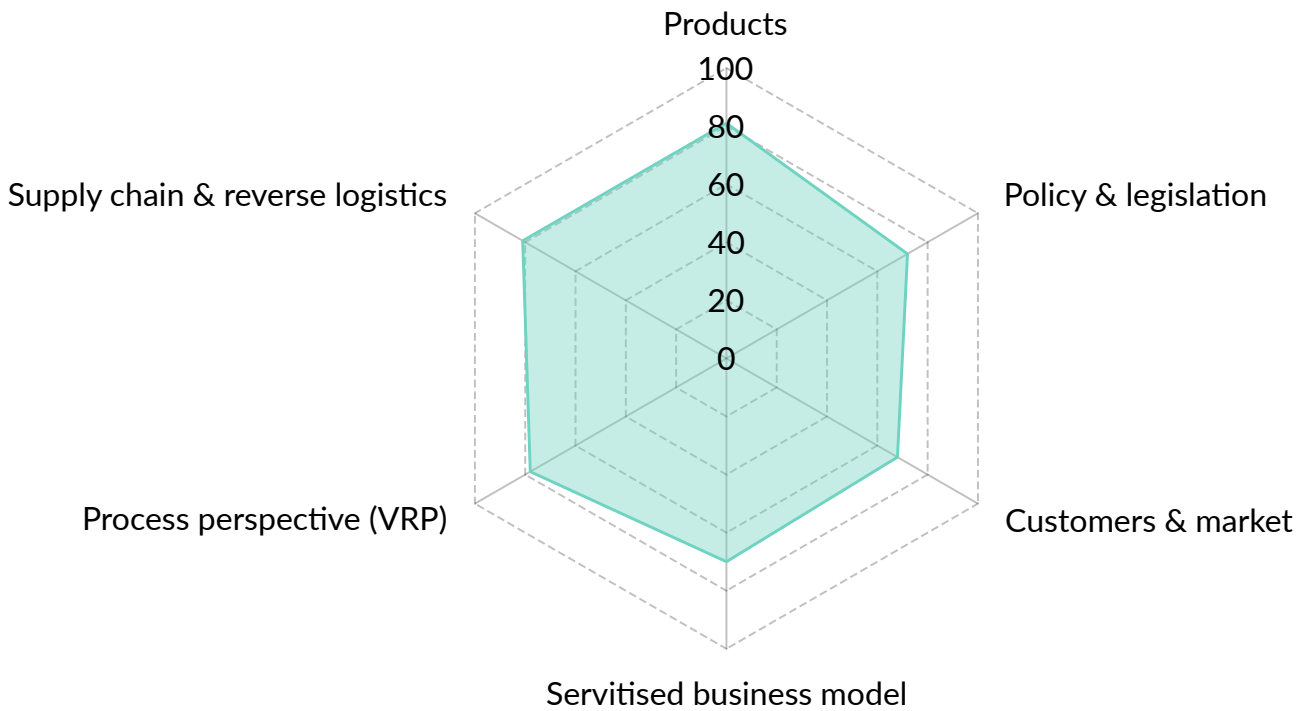 Products
100
80
Supply chain & reverse logistics
60
Policy & legislation
40
20
0
Process perspective (VRP)
Customers & market
Servitised business model